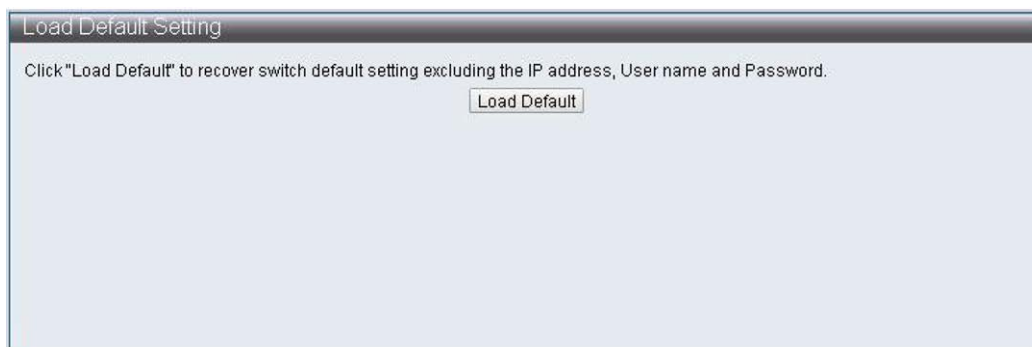 Load Default Setting
Click "Load Default" to recover switch default setting excluding the IP address, User name and Password.
Load Default